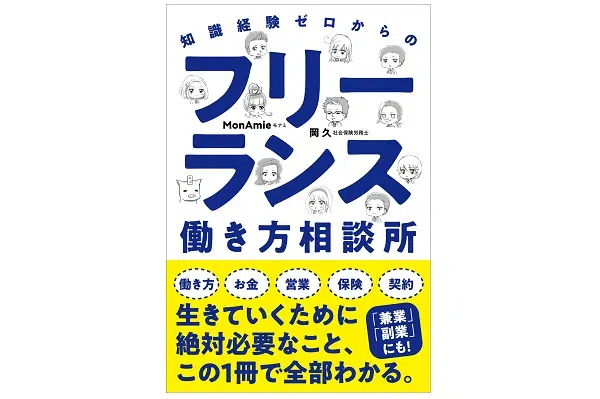 知識経験ゼロからの
フリー
MonAmie モナミ
岡 久 社会保険労務士
ランス
働き方相談所
働き方 お金 営業 保険 契約
生きていくために
絶対必要なこと、
この1冊で全部わかる。
「兼業」
「副業」
にも!